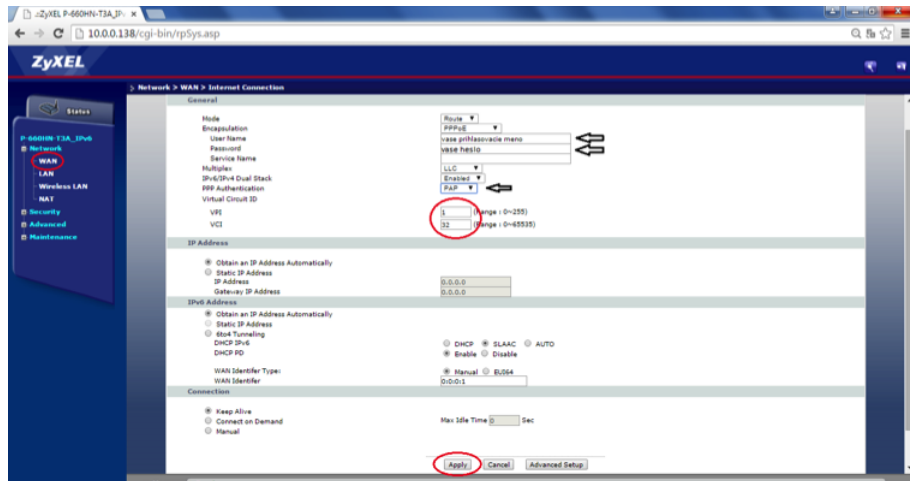 ZyXEL P-660HN-T3A_IPv
10.0.0.138/cgi-bin/rpSys.asp
ZyXEL
Network > WAN > Internet Connection
Status
P-660HN-T3A_IPv6
Network
WAN
LAN
Wireless LAN
NAT
Security
Advanced
Maintenance
General
Mode Route
Encapsulation PPPoE
User Name vase prihlasovacie meno
Password vase heslo
Service Name
Multiplex LLC
IPv6/IPv4 Dual Stack Enabled
PPP Authentication PAP
Virtual Circuit ID
VPI 1 (Range : 0~255)
VCI 32 (Range : 0~65535)
IP Address
Obtain an IP Address Automatically
Static IP Address
IP Address 0.0.0.0
Gateway IP Address 0.0.0.0
IPv6 Address
Obtain an IP Address Automatically
Static IP Address
6to4 Tunneling
DHCP IPv6 DHCP SLAAC AUTO
DHCP PD Enable Disable
WAN Identifer Type: Manual EUI64
WAN Identifer 0:0:0:1
Connection
Keep Alive
Connect on Demand Max Idle Time 0 Sec
Manual
Apply Cancel Advanced Setup